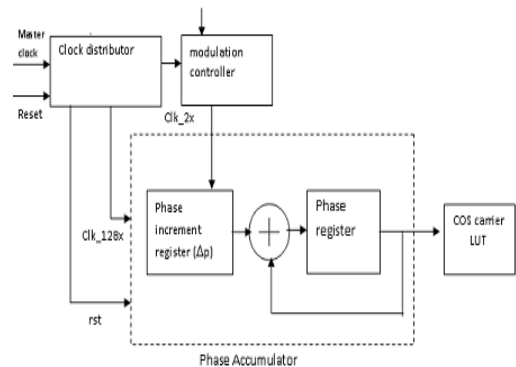 Master
clock
Clock distributor
modulation
controller
Reset
Clk_2x
Phase
increment
register (Δp)
Phase
register
COS carrier
LUT
Clk_128x
rst
Phase Accumulator